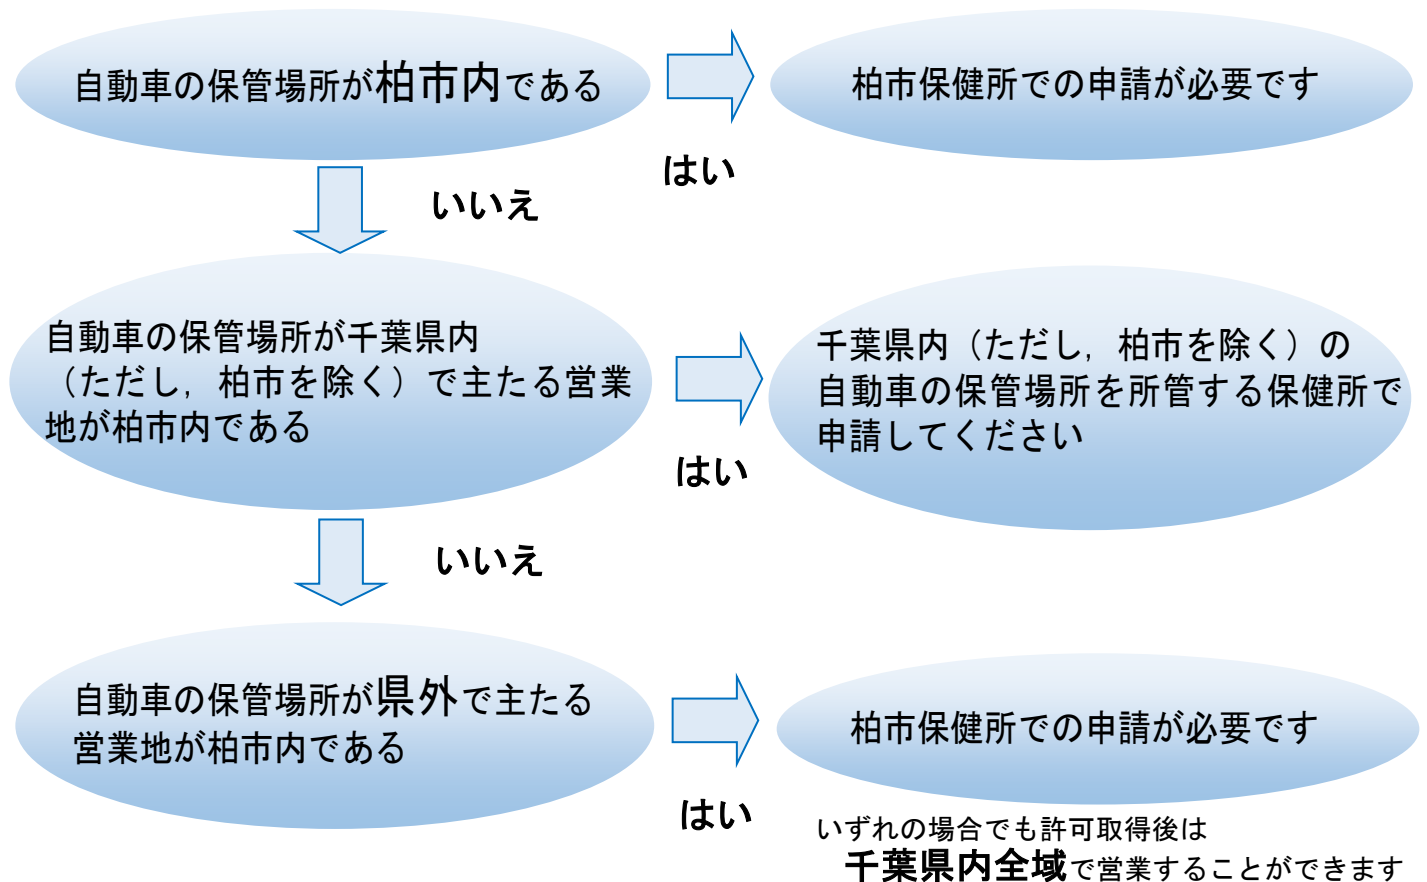 自動車の保管場所が柏市内である
柏市保健所での申請が必要です
はい
いいえ
自動車の保管場所が千葉県内
（ただし，柏市を除く）で主たる営業
地が柏市内である
千葉県内（ただし，柏市を除く）の
自動車の保管場所を所管する保健所で
申請してください
はい
いいえ
自動車の保管場所が県外で主たる
営業地が柏市内である
柏市保健所での申請が必要です
はい
いずれの場合でも許可取得後は
千葉県内全域で営業することができます